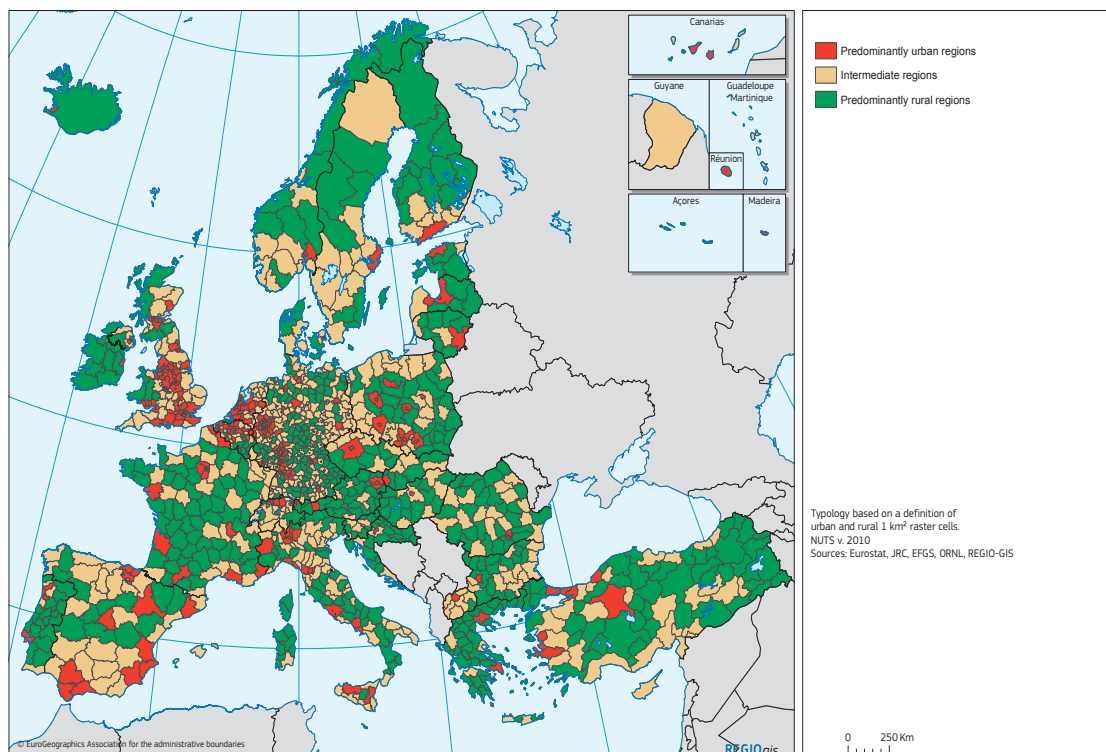 Canarias
Guyane
Guadeloupe
Martinique
Réunion
Açores
Madeira
Predominantly urban regions
Intermediate regions
Predominantly rural regions
Typology based on a definition of
urban and rural 1 km² raster cells.
NUTS v. 2010
Sources: Eurostat, JRC, EFGS, ORNL, REGIO-GIS
© EuroGeographics Association for the administrative boundaries
REGIOgis
0 250 Km